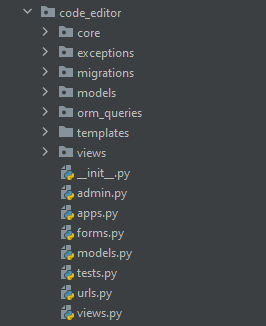 code_editor
core
exceptions
migrations
models
orm_queries
templates
views
__init__.py
admin.py
apps.py
forms.py
models.py
tests.py
urls.py
views.py